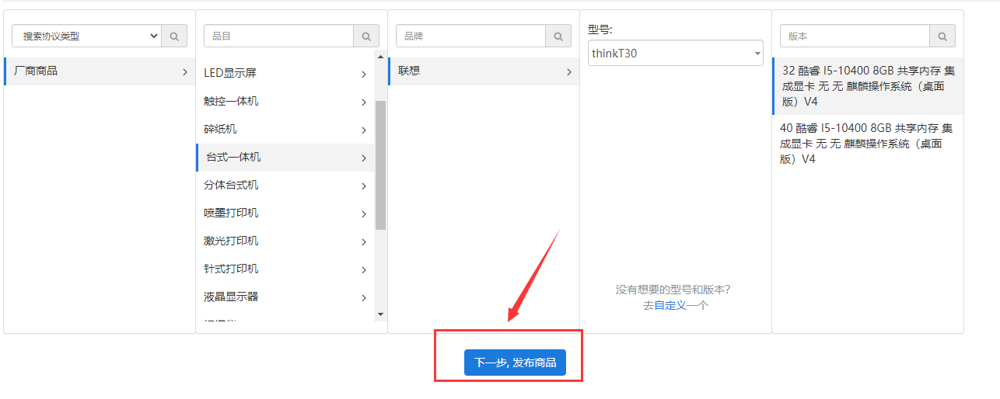 搜索协议类型
厂商商品
品目
LED显示屏
触控一体机
碎纸机
台式一体机
分体台式机
喷墨打印机
激光打印机
针式打印机
液晶显示器
品牌
联想
型号:
thinkT30
没有想要的型号和版本?
去自定义一个
版本
32 酷睿 I5-10400 8GB 共享内存 集
成显卡 无 无 麒麟操作系统（桌面
版）V4
40 酷睿 I5-10400 8GB 共享内存 集
成显卡 无 无 麒麟操作系统（桌面
版）V4
下一步, 发布商品